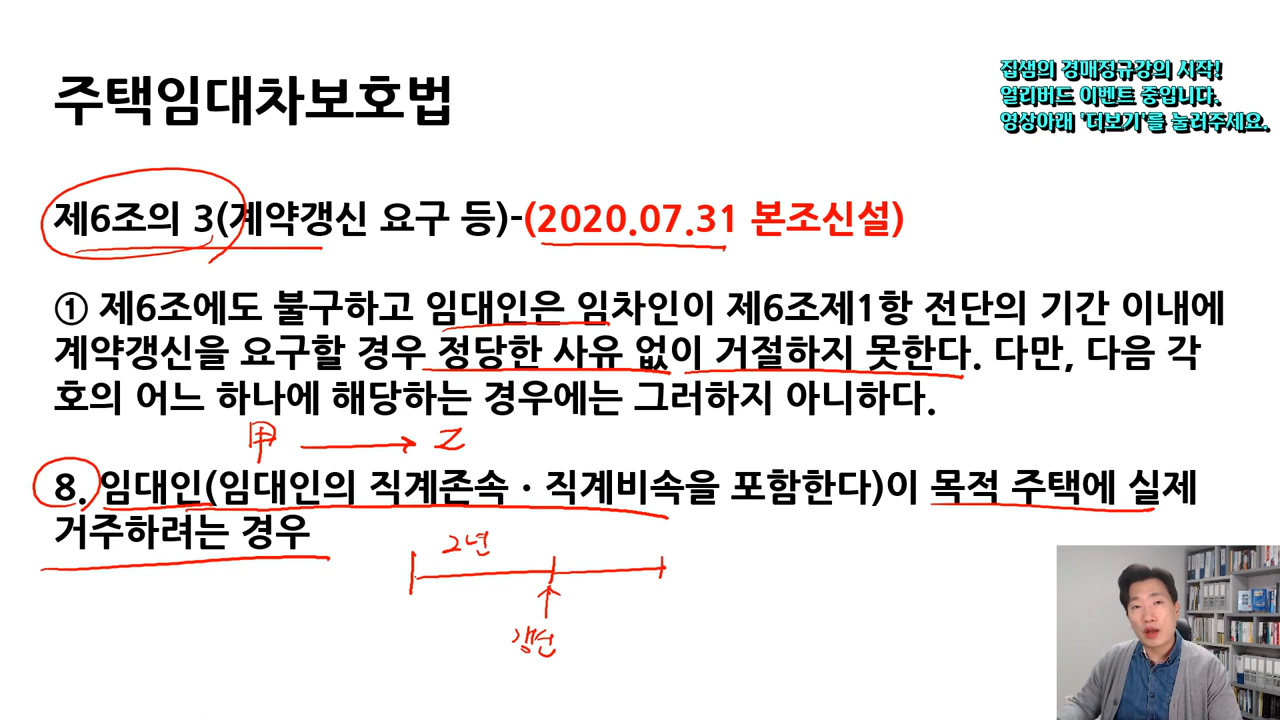 주택임대차보호법
집샘의 경매정규강의 시작!
얼리버드 이벤트 중입니다.
영상아래 '더보기'를 눌러주세요.
제6조의 3(계약갱신 요구 등)-(2020.07.31 본조신설)
① 제6조에도 불구하고 임대인은 임차인이 제6조제1항 전단의 기간 이내에
계약갱신을 요구할 경우 정당한 사유 없이 거절하지 못한다. 다만, 다음 각
호의 어느 하나에 해당하는 경우에는 그러하지 아니하다.
甲 → 乙
8. 임대인(임대인의 직계존속 · 직계비속을 포함한다)이 목적 주택에 실제
거주하려는 경우
2년
갱신